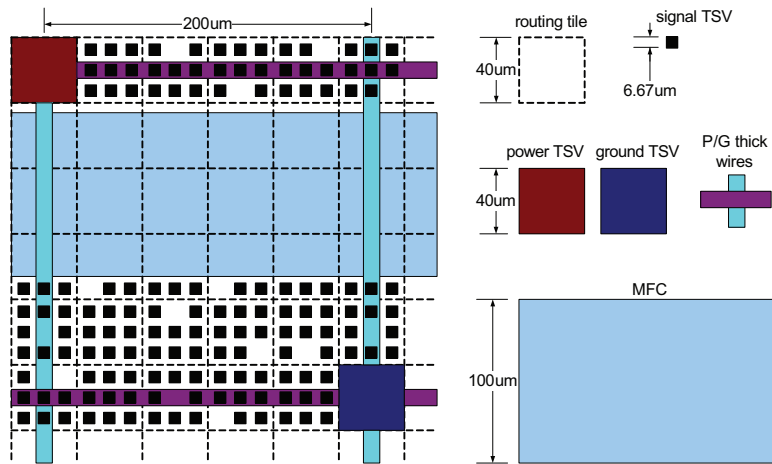 200um
routing tile
signal TSV
40um
6.67um
power TSV
ground TSV
P/G thick
wires
40um
MFC
100um